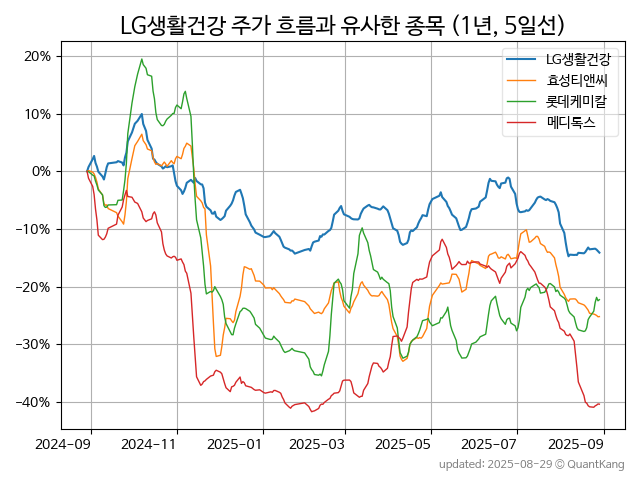 LG생활건강 주가 흐름과 유사한 종목 (1년, 5일선)
LG생활건강
효성티앤씨
롯데케미칼
메디톡스
20%
10%
0%
−10%
−20%
−30%
−40%
2024-09
2024-11
2025-01
2025-03
2025-05
2025-07
2025-09
updated: 2025-08-29 © QuantKang